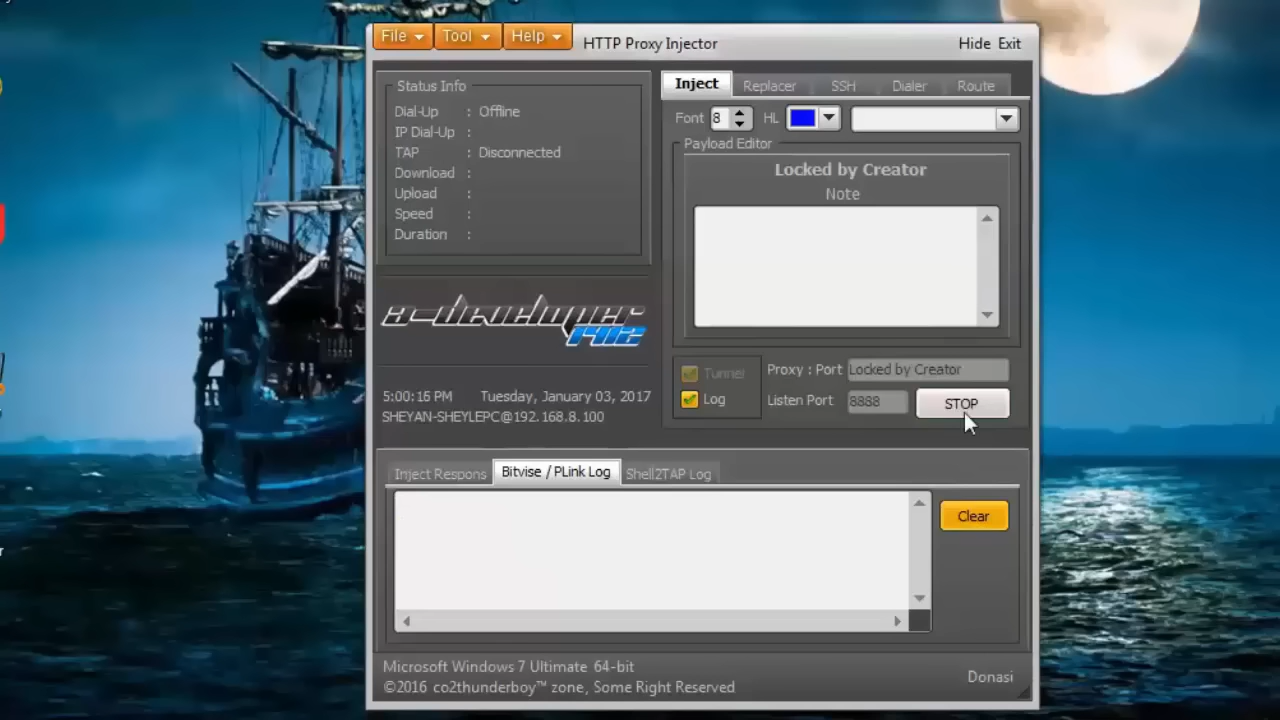 File Tool Help HTTP Proxy Injector Hide Exit
Status Info
Dial-Up : Offline
IP Dial-Up :
TAP : Disconnected
Download :
Upload :
Speed :
Duration :
a-developer
1402
5:00:16 PM Tuesday, January 03, 2017
SHEYAN-SHEYLEPC@192.168.8.100
Inject Replacer SSH Dialer Route
Font 8 HL
Payload Editor
Locked by Creator
Note
Tunnel Proxy : Port Locked by Creator
Log Listen Port 8888 STOP
Inject Respons Bitvise / PLink Log Shell2TAP Log
Clear
Microsoft Windows 7 Ultimate 64-bit
©2016 co2thunderboy™ zone, Some Right Reserved
Donasi